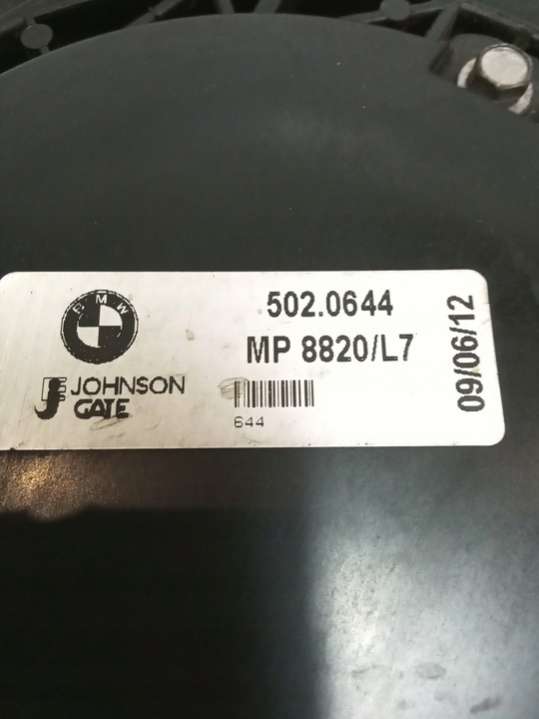 BMW
502.0644
MP 8820/L7
JOHNSON
GATE
644
09/06/12